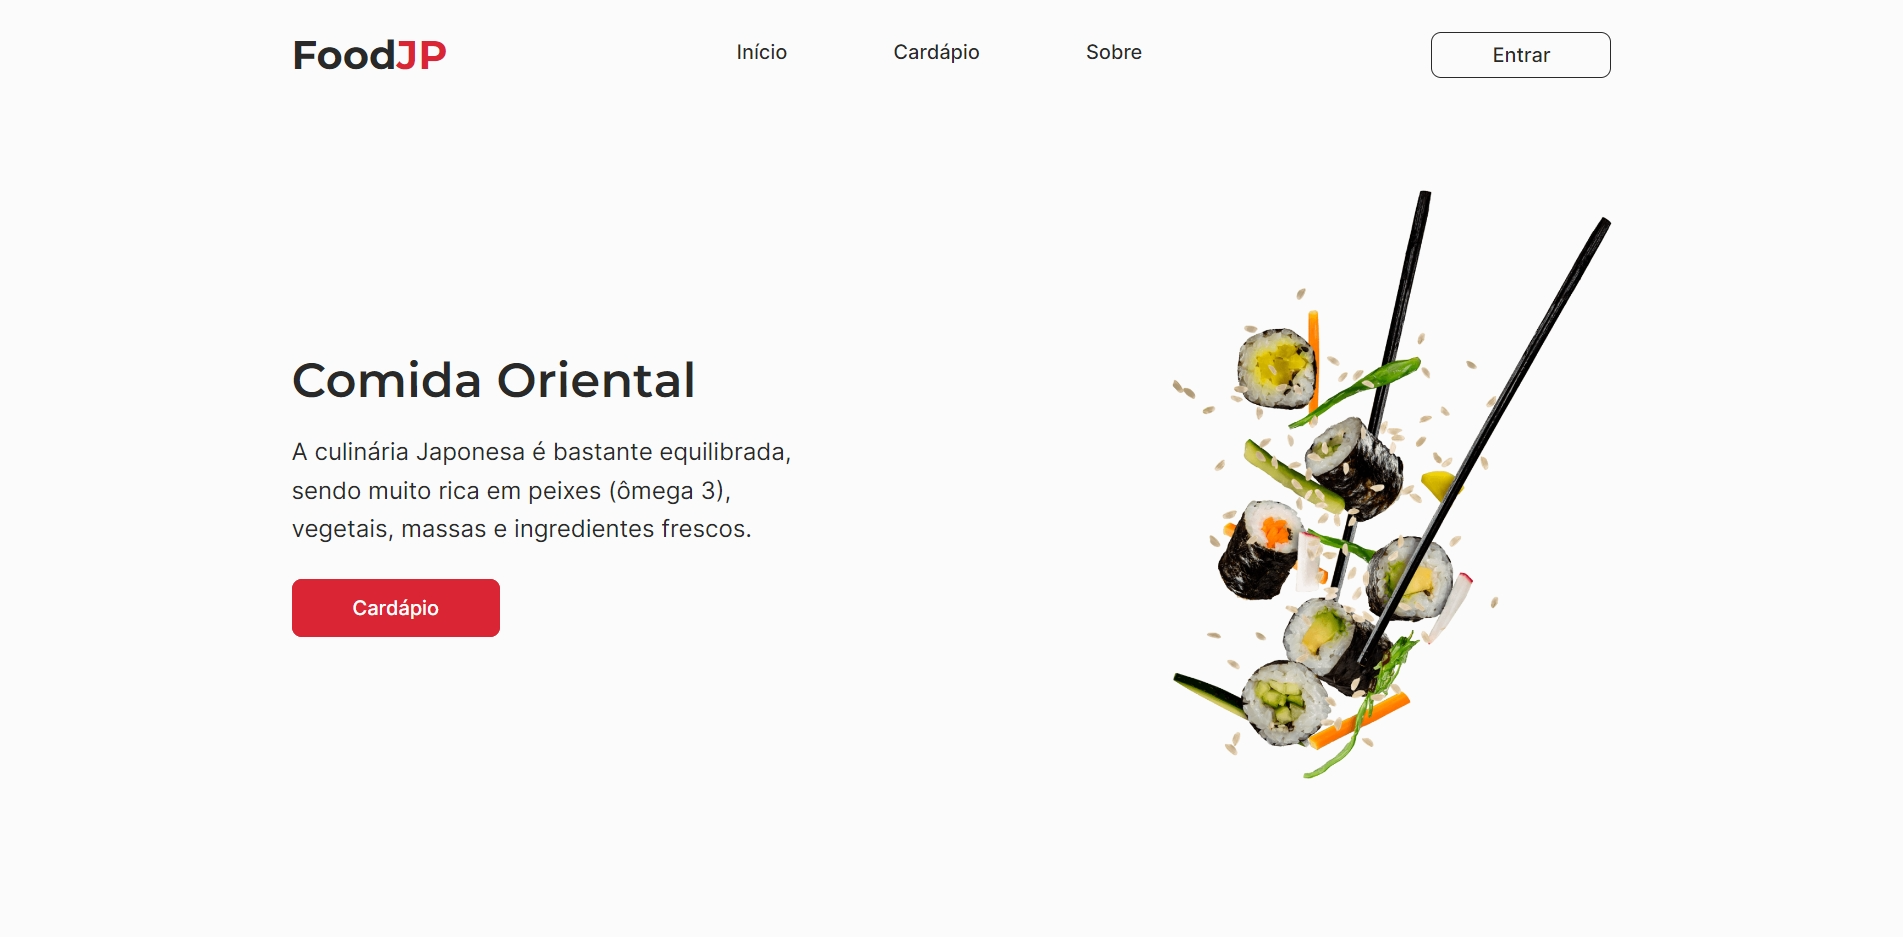 FoodJP
Início
Cardápio
Sobre
Entrar
Comida Oriental
A culinária Japonesa é bastante equilibrada,
sendo muito rica em peixes (ômega 3),
vegetais, massas e ingredientes frescos.
Cardápio